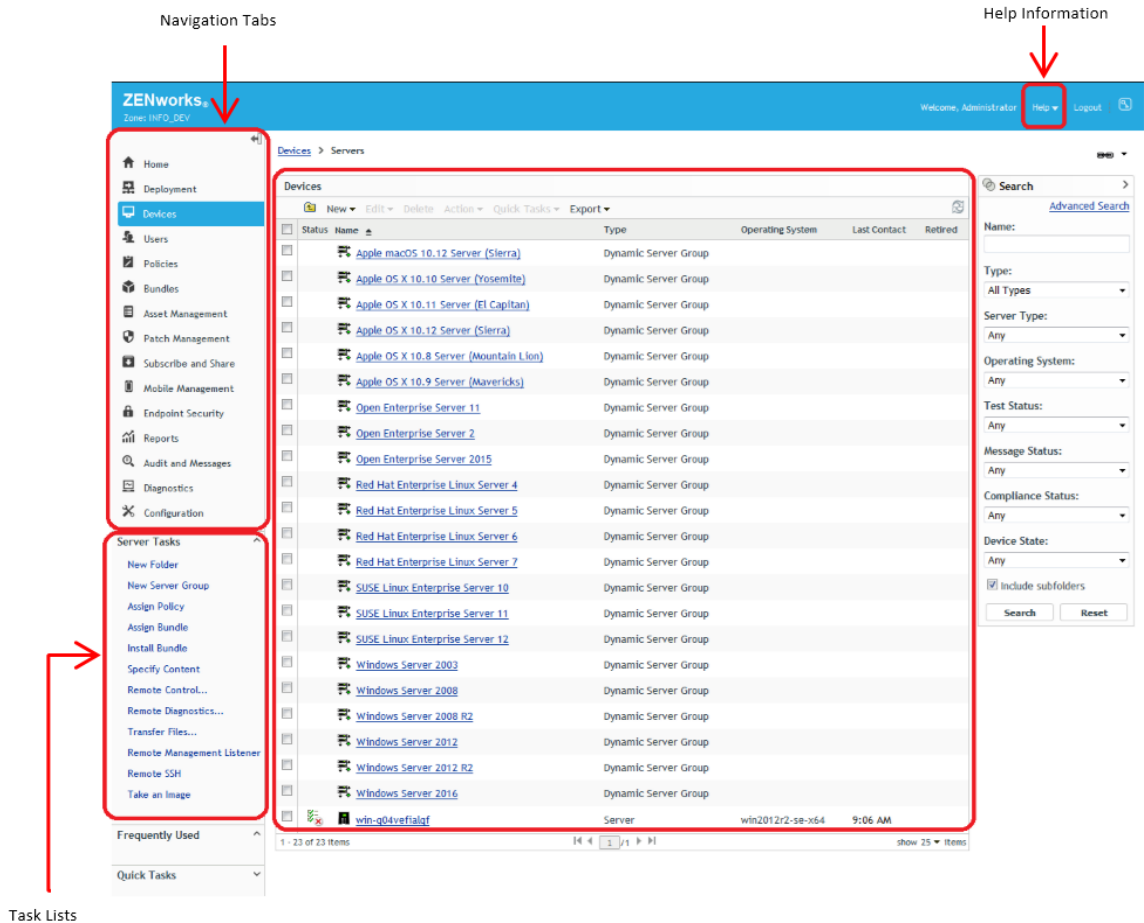 Navigation Tabs
Help Information
ZENworks®
Zone: INFO_DEV
Welcome, Administrator Help Logout
Devices > Servers
Home
Deployment
Devices
Users
Policies
Bundles
Asset Management
Patch Management
Subscribe and Share
Mobile Management
Endpoint Security
Reports
Audit and Messages
Diagnostics
Configuration
Server Tasks
New Folder
New Server Group
Assign Policy
Assign Bundle
Install Bundle
Specify Content
Remote Control...
Remote Diagnostics...
Transfer Files...
Remote Management Listener
Remote SSH
Take an Image
Frequently Used
Quick Tasks
Task Lists
Devices
New Edit Delete Action Quick Tasks Export
Status Name Type Operating System Last Contact Retired
Apple macOS 10.12 Server (Sierra) Dynamic Server Group
Apple OS X 10.10 Server (Yosemite) Dynamic Server Group
Apple OS X 10.11 Server (El Capitan) Dynamic Server Group
Apple OS X 10.12 Server (Sierra) Dynamic Server Group
Apple OS X 10.8 Server (Mountain Lion) Dynamic Server Group
Apple OS X 10.9 Server (Mavericks) Dynamic Server Group
Open Enterprise Server 11 Dynamic Server Group
Open Enterprise Server 2 Dynamic Server Group
Open Enterprise Server 2015 Dynamic Server Group
Red Hat Enterprise Linux Server 4 Dynamic Server Group
Red Hat Enterprise Linux Server 5 Dynamic Server Group
Red Hat Enterprise Linux Server 6 Dynamic Server Group
Red Hat Enterprise Linux Server 7 Dynamic Server Group
SUSE Linux Enterprise Server 10 Dynamic Server Group
SUSE Linux Enterprise Server 11 Dynamic Server Group
SUSE Linux Enterprise Server 12 Dynamic Server Group
Windows Server 2003 Dynamic Server Group
Windows Server 2008 Dynamic Server Group
Windows Server 2008 R2 Dynamic Server Group
Windows Server 2012 Dynamic Server Group
Windows Server 2012 R2 Dynamic Server Group
Windows Server 2016 Dynamic Server Group
win-q04vefialgf Server win2012r2-se-x64 9:06 AM
1 - 23 of 23 items 1 /1 show 25 items
Search
Advanced Search
Name:
Type:
All Types
Server Type:
Any
Operating System:
Any
Test Status:
Any
Message Status:
Any
Compliance Status:
Any
Device State:
Any
Include subfolders
Search Reset